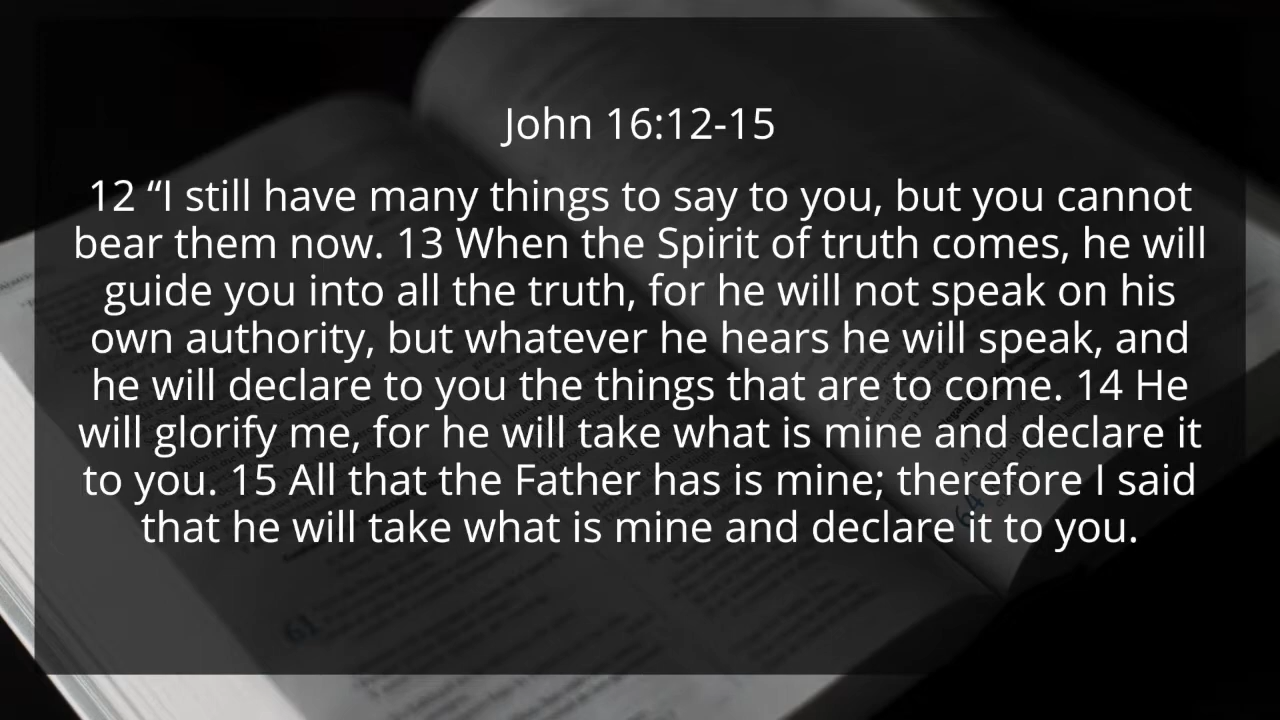 John 16:12-15
12 “I still have many things to say to you, but you cannot
bear them now. 13 When the Spirit of truth comes, he will
guide you into all the truth, for he will not speak on his
own authority, but whatever he hears he will speak, and
he will declare to you the things that are to come. 14 He
will glorify me, for he will take what is mine and declare it
to you. 15 All that the Father has is mine; therefore I said
that he will take what is mine and declare it to you.
64
61